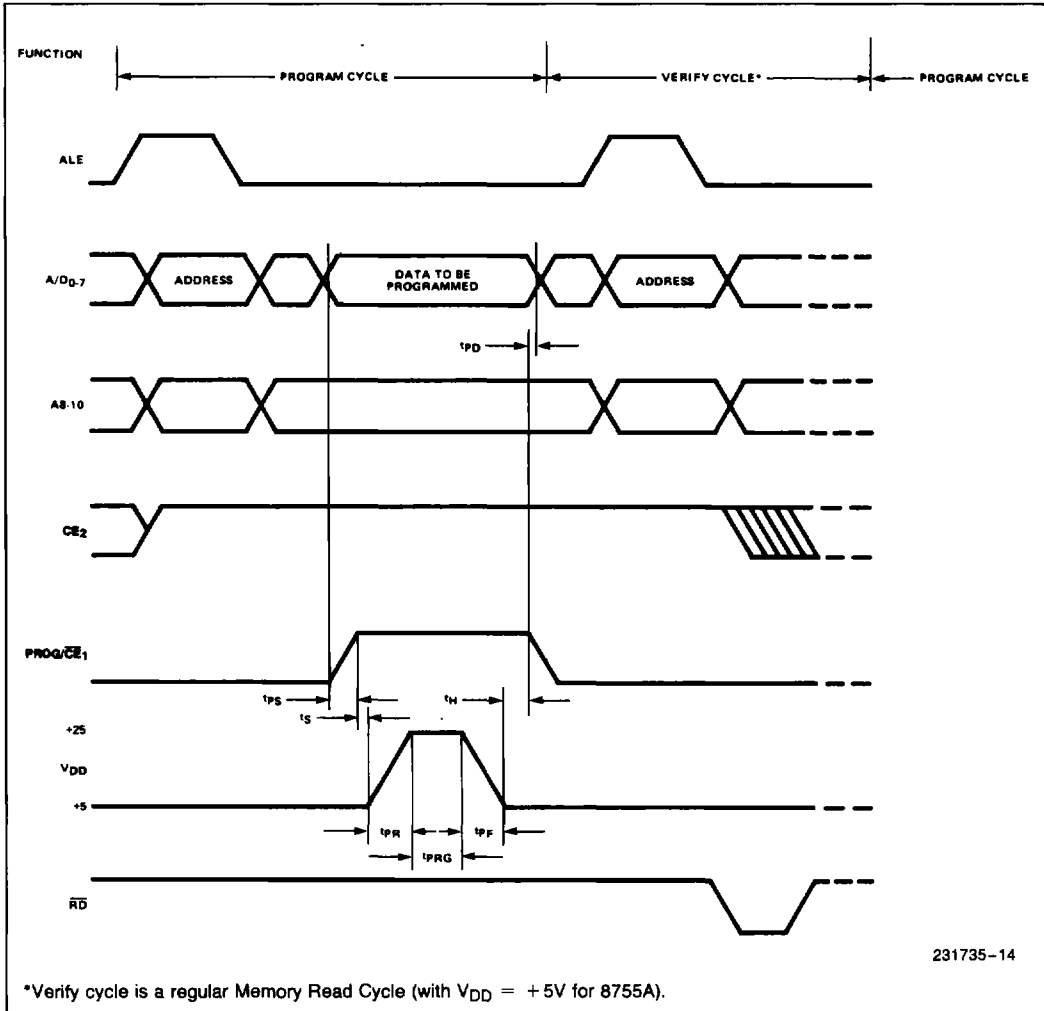 FUNCTION
PROGRAM CYCLE
VERIFY CYCLE*
PROGRAM CYCLE
ALE
A/D0-7
ADDRESS
DATA TO BE
PROGRAMMED
ADDRESS
tPD
A8-10
CE2
PROG/C̅E̅1
tPS
tS
tH
+25
VDD
+5
tPR
tPF
tPRG
R̅D̅
231735-14
*Verify cycle is a regular Memory Read Cycle (with VDD = +5V for 8755A).